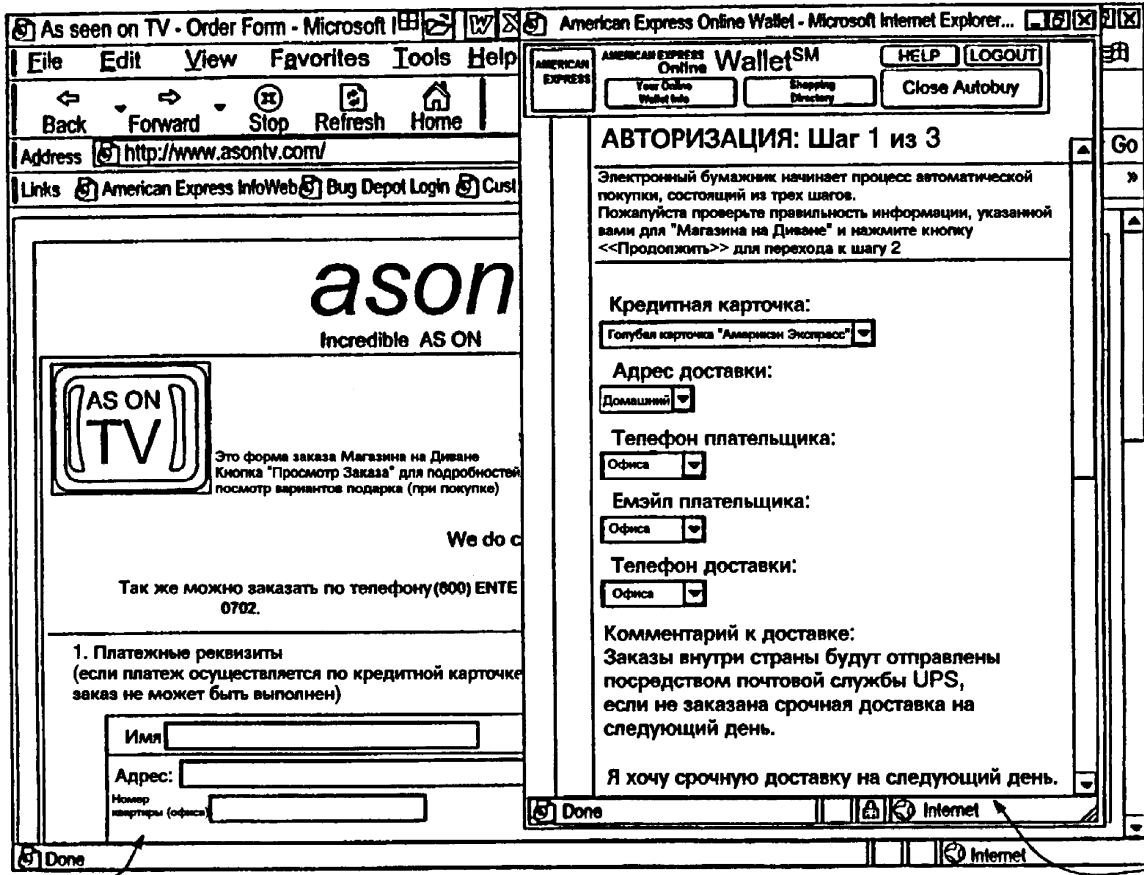 As seen on TV - Order Form - Microsoft I
File Edit View Favorites Tools Help
Back Forward Stop Refresh Home
Address http://www.asontv.com/
Links American Express InfoWeb Bug Depot Login Cust
ason
Incredible AS ON
AS ON
TV
Это форма заказа Магазина на Диване
Кнопка "Просмотр Заказа" для подробностей,
посмотр вариантов подарка (при покупке)
We do c
Так же можно заказать по телефону(800) ENTE
0702.
1. Платежные реквизиты
(если платеж осуществляется по кредитной карточке
заказ не может быть выполнен)
Имя
Адрес:
Номер
квартиры (офиса)
Done
Internet
Go
American Express Online Wallet - Microsoft Internet Explorer...
AMERICAN
EXPRESS
AMERICAN EXPRESS
Online Wallet SM
HELP LOGOUT
Your Online
Wallet Info
Shopping
Directory
Close Autobuy
АВТОРИЗАЦИЯ: Шаг 1 из 3
Электронный бумажник начинает процесс автоматической
покупки, состоящий из трех шагов.
Пожалуйста проверьте правильность информации, указанной
вами для "Магазина на Диване" и нажмите кнопку
<<Продолжить>> для перехода к шагу 2
Кредитная карточка:
Голубая карточка "Америкэн Экспресс"
Адрес доставки:
Домашний
Телефон плательщика:
Офиса
Емэйл плательщика:
Офиса
Телефон доставки:
Офиса
Комментарий к доставке:
Заказы внутри страны будут отправлены
посредством почтовой службы UPS,
если не заказана срочная доставка на
следующий день.
Я хочу срочную доставку на следующий день.
Done
Internet